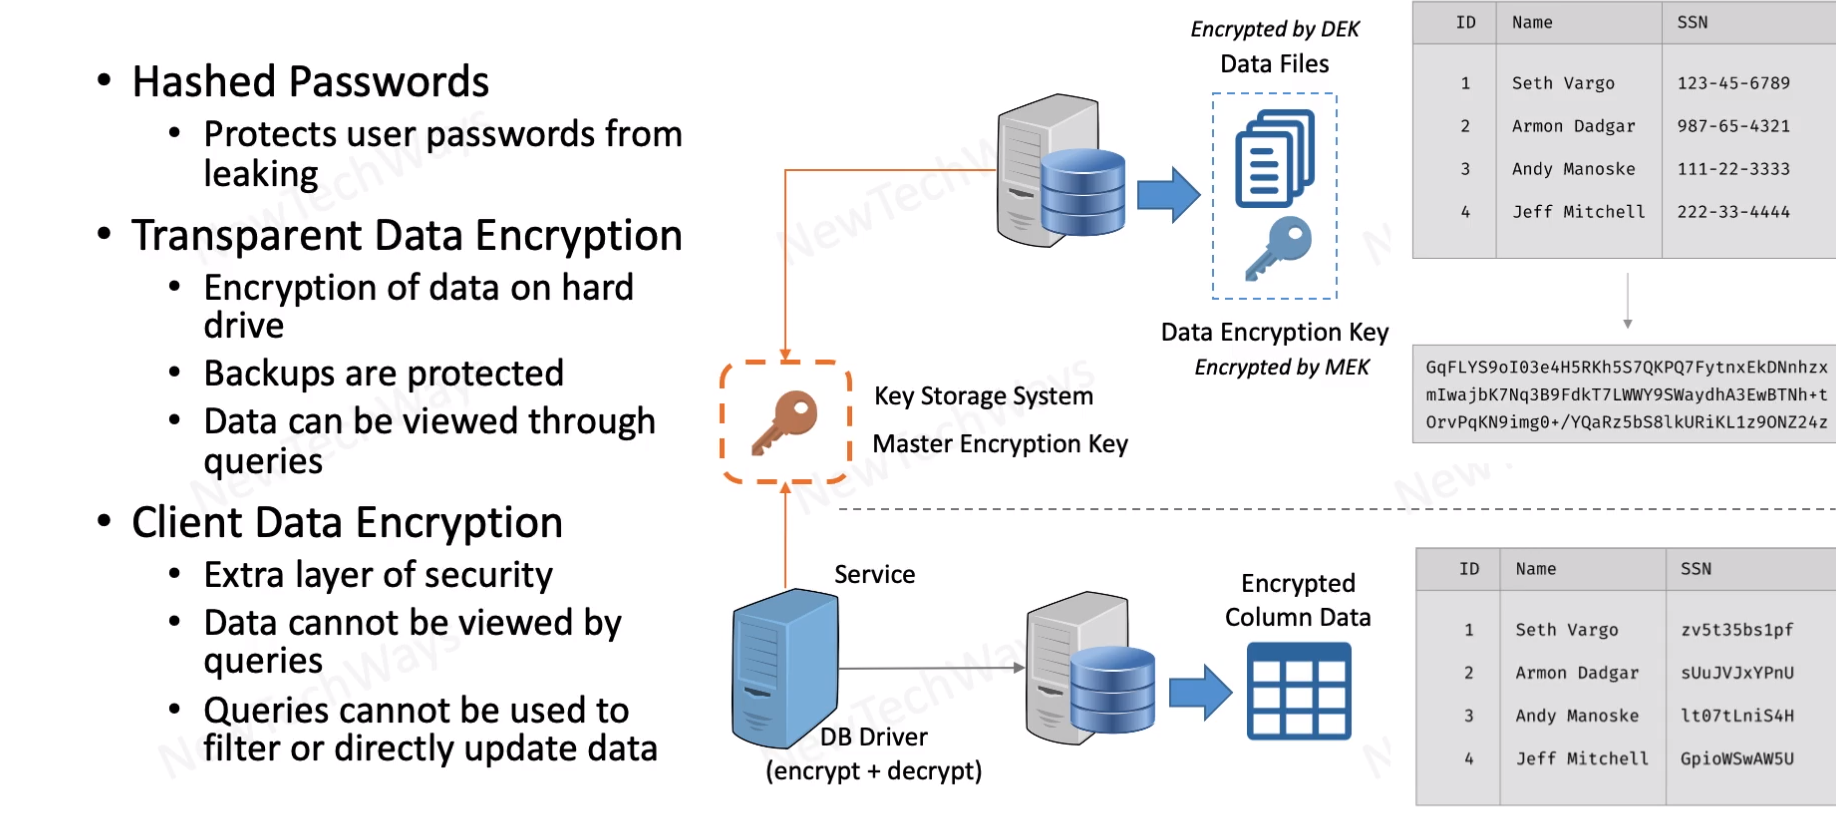 • Hashed Passwords
• Protects user passwords from
leaking
• Transparent Data Encryption
• Encryption of data on hard
drive
• Backups are protected
• Data can be viewed through
queries
• Client Data Encryption
• Extra layer of security
• Data cannot be viewed by
queries
• Queries cannot be used to
filter or directly update data
Encrypted by DEK
Data Files
Data Encryption Key
Encrypted by MEK
Key Storage System
Master Encryption Key
Service
DB Driver
(encrypt + decrypt)
Encrypted
Column Data
ID Name SSN
1 Seth Vargo 123-45-6789
2 Armon Dadgar 987-65-4321
3 Andy Manoske 111-22-3333
4 Jeff Mitchell 222-33-4444
GqFLYS9oI03e4H5RKh5S7QKPQ7FytnxEkDNnhzx
mIwajbK7Nq3B9FdkT7LWWY9SWaydhA3EwBTNh+t
OrvPqKN9img0+/YQaRz5bS8lkURiKL1z9ONZ24z
ID Name SSN
1 Seth Vargo zv5t35bs1pf
2 Armon Dadgar sUuJVJxYPnU
3 Andy Manoske lt07tLniS4H
4 Jeff Mitchell GpioWSwAW5U
NewTechWays
NewTechWays
NewTechWays
NewTechWays
NewTechWays
NewTechWays
NewTechWays